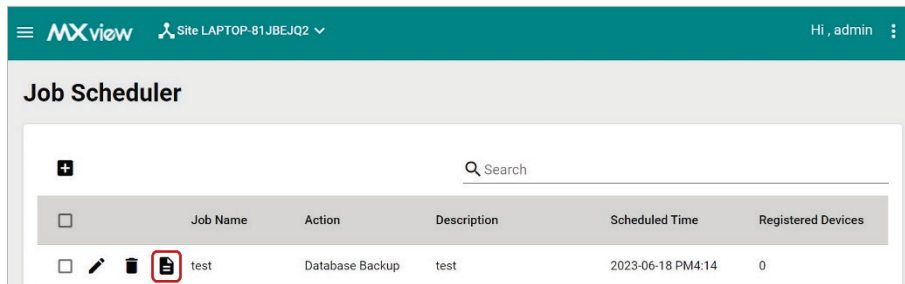 MXview Site LAPTOP-81JBEJQ2 Hi , admin
Job Scheduler
Search
Job Name Action Description Scheduled Time Registered Devices
test Database Backup test 2023-06-18 PM4:14 0